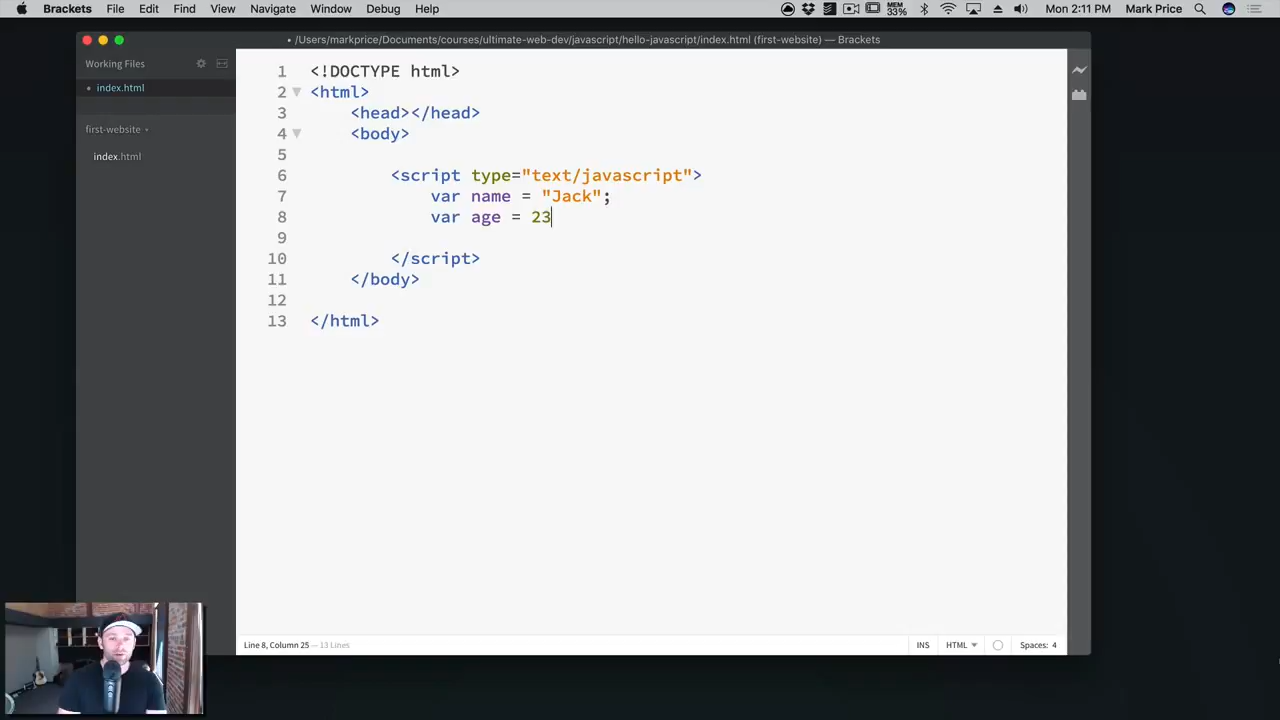 Brackets File Edit Find View Navigate Window Debug Help MEM 33% Mon 2:11 PM Mark Price
• /Users/markprice/Documents/courses/ultimate-web-dev/javascript/hello-javascript/index.html (first-website) — Brackets
Working Files
• index.html
first-website
index.html
1 <!DOCTYPE html>
2 <html>
3 <head></head>
4 <body>
5
6 <script type="text/javascript">
7 var name = "Jack";
8 var age = 23
9
10 </script>
11 </body>
12
13 </html>
Line 8, Column 25 — 13 Lines INS HTML Spaces: 4